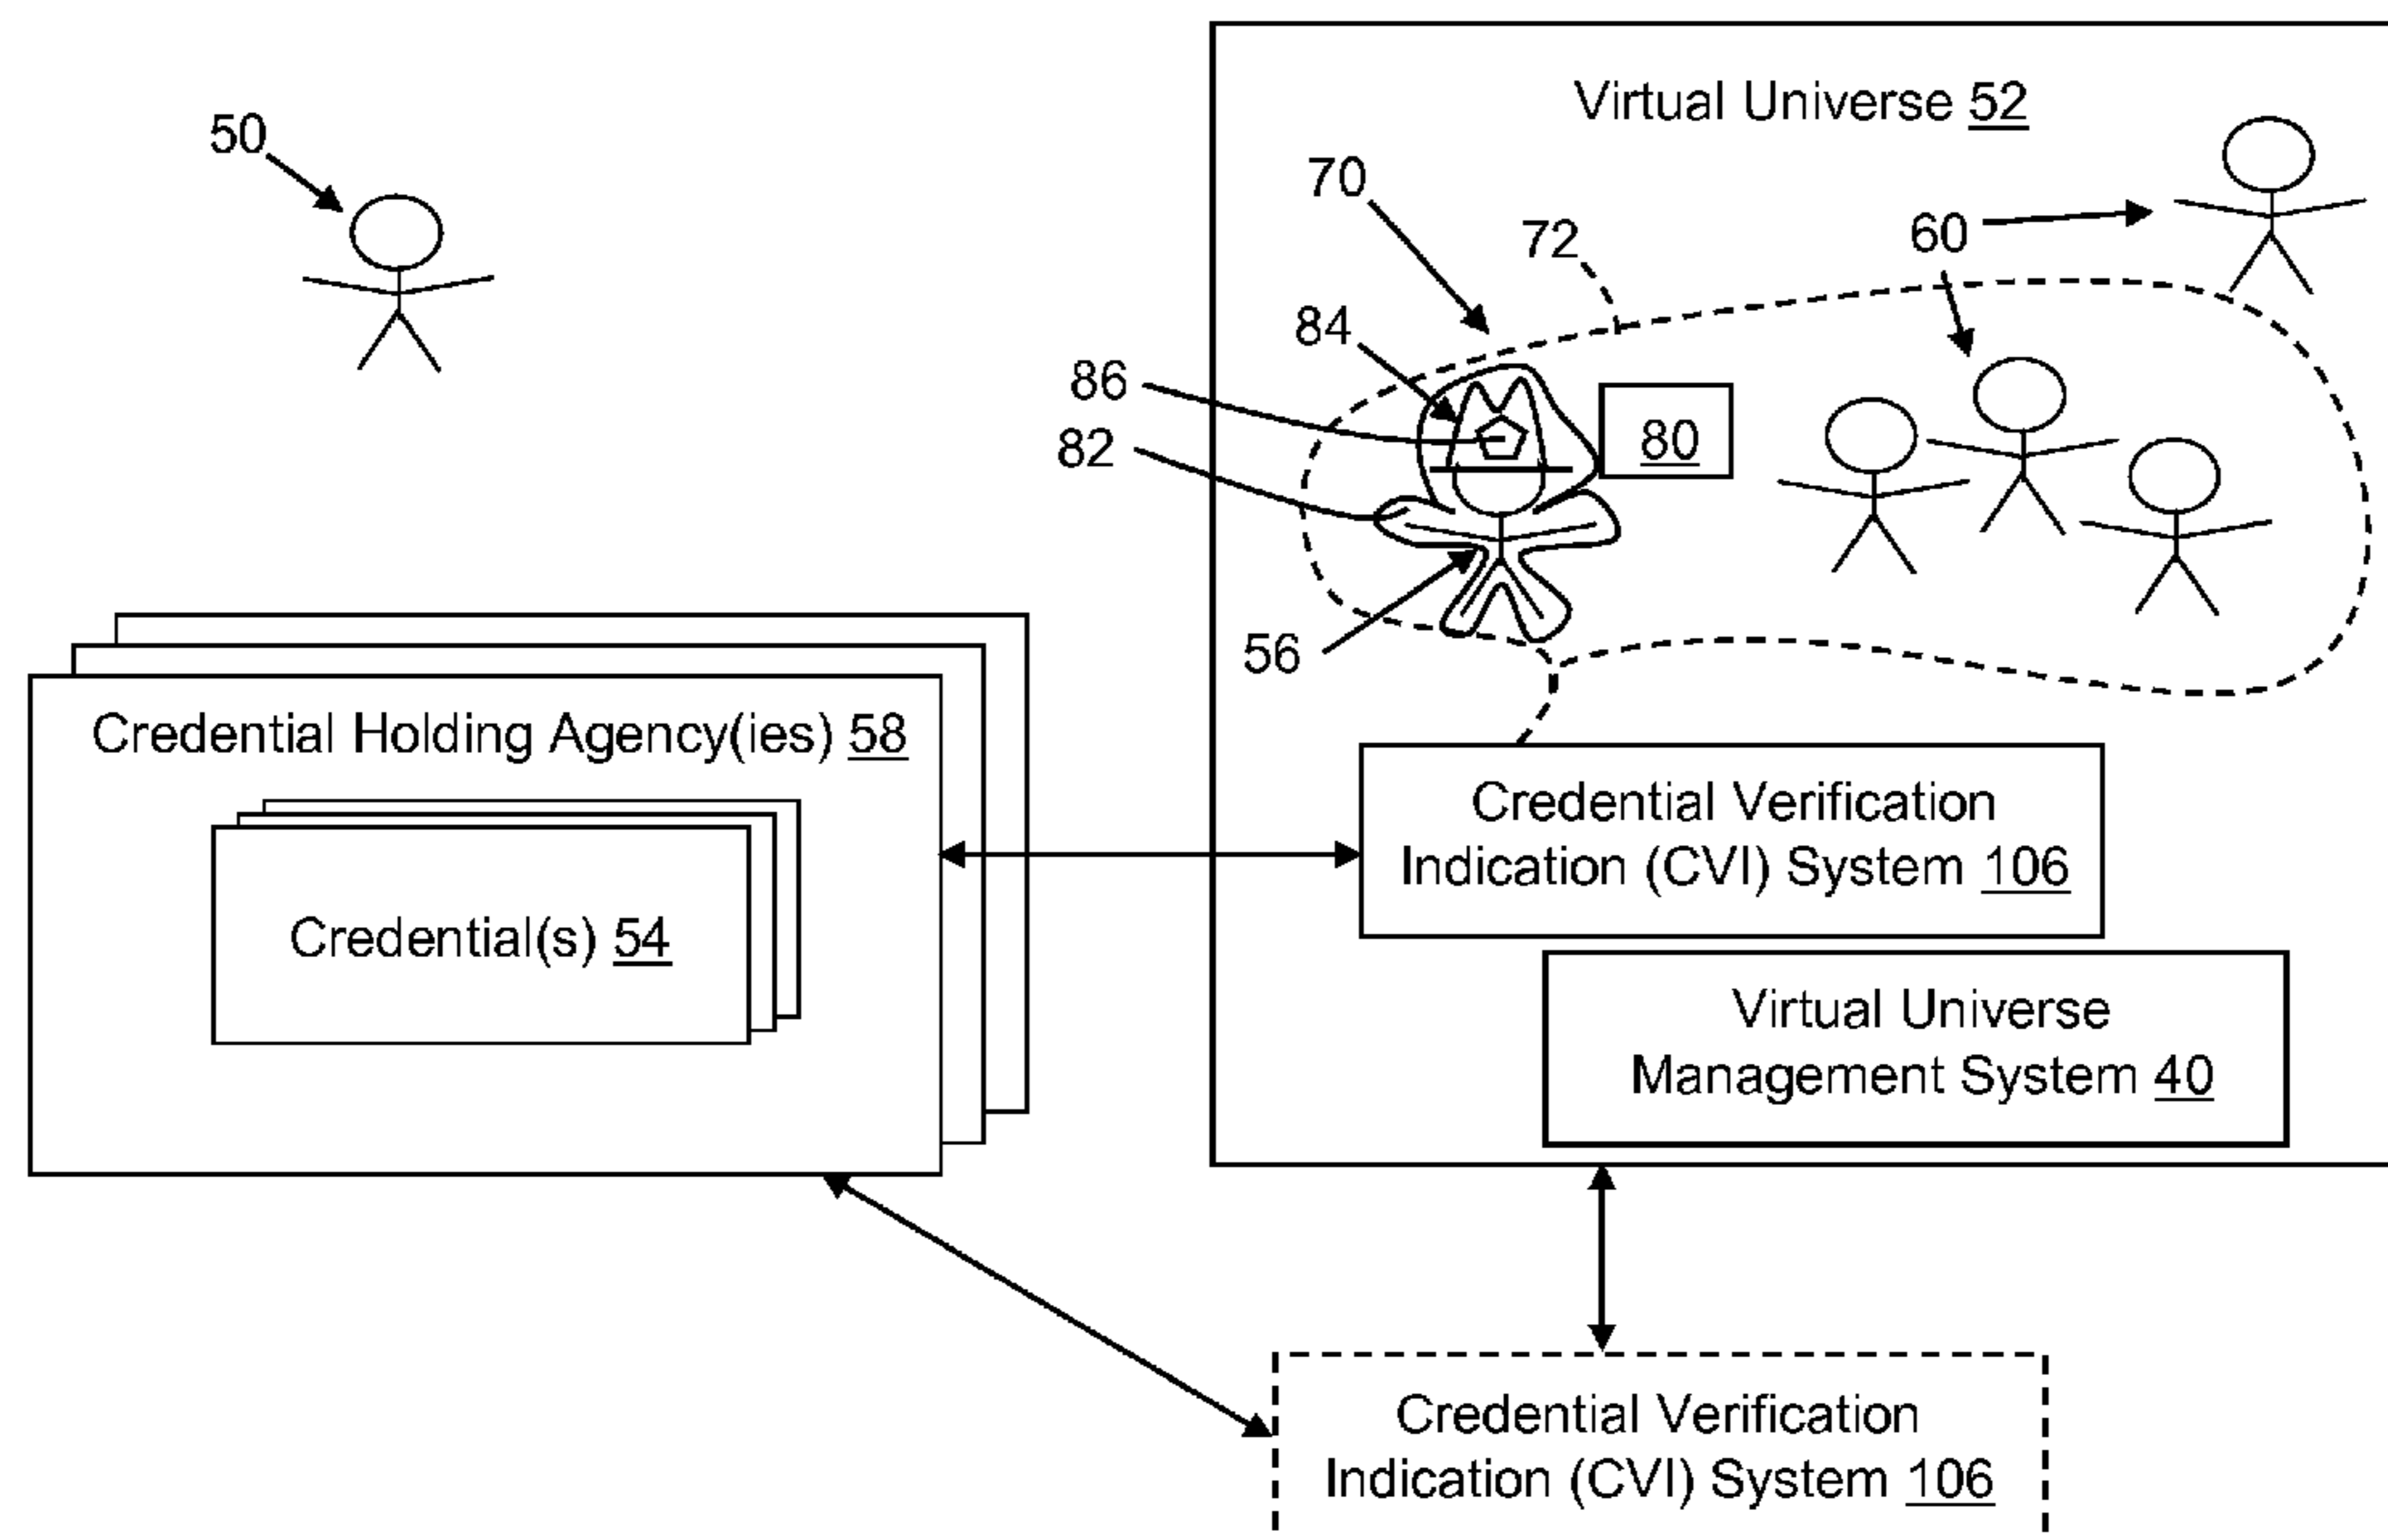 50
Virtual Universe 52
70
72
60
84
86
80
82
56
Credential Holding Agency(ies) 58
Credential(s) 54
Credential Verification
Indication (CVI) System 106
Virtual Universe
Management System 40
Credential Verification
Indication (CVI) System 106